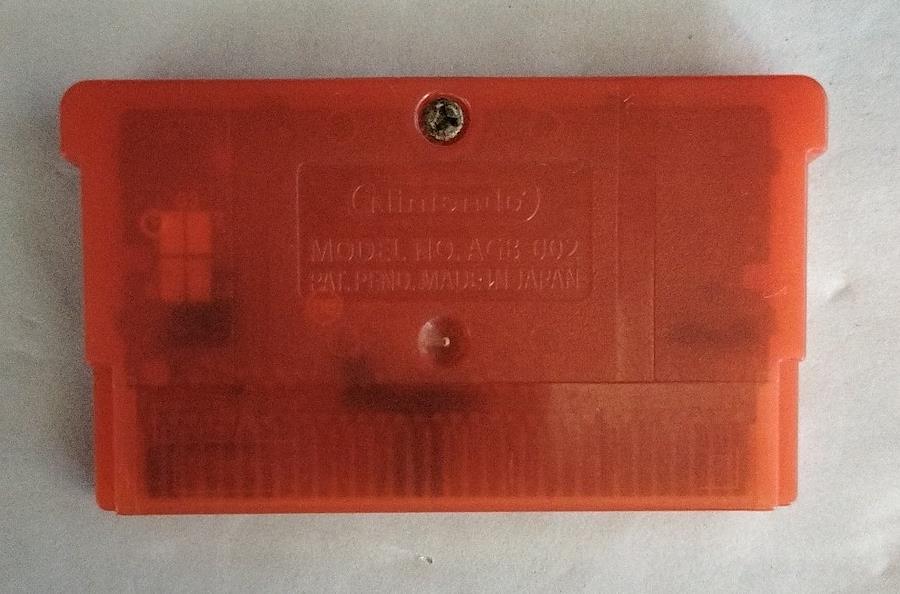 Nintendo
MODEL NO. AGB-002
PAT. PEND. MADE IN JAPAN